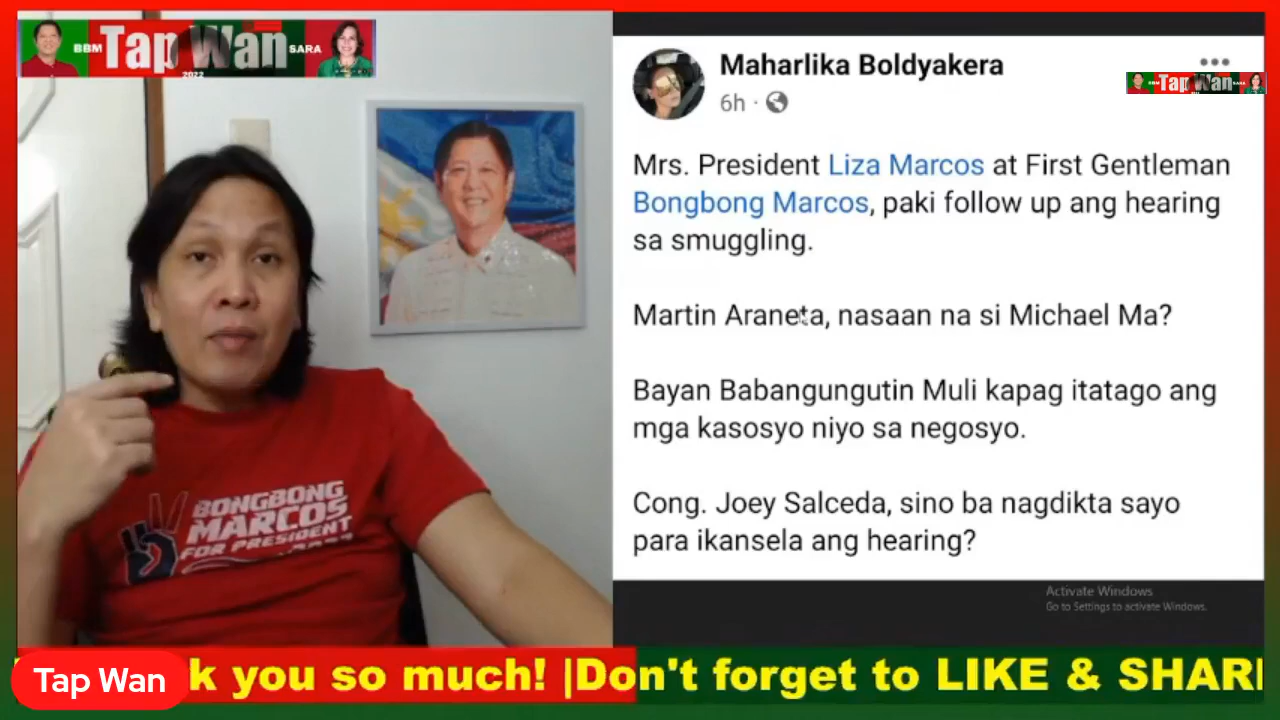 BBM Tap Wan SARA
2022
Maharlika Boldyakera
6h
Tap Wan
Mrs. President Liza Marcos at First Gentleman
Bongbong Marcos, paki follow up ang hearing
sa smuggling.
Martin Araneta, nasaan na si Michael Ma?
Bayan Babangungutin Muli kapag itatago ang
mga kasosyo niyo sa negosyo.
Cong. Joey Salceda, sino ba nagdikta sayo
para ikansela ang hearing?
BONGBONG
MARCOS
FOR PRESIDENT
Activate Windows
Go to Settings to activate Windows.
Tap Wan
k you so much! |Don't forget to LIKE & SHARE